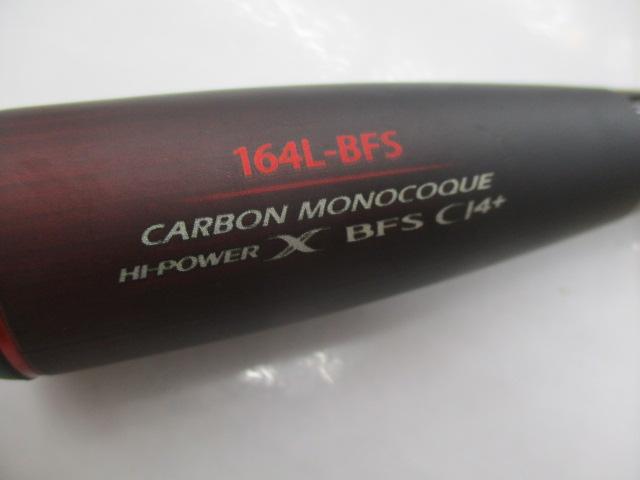 164L-BFS
CARBON MONOCOQUE
HI-POWER X BFS CI4+